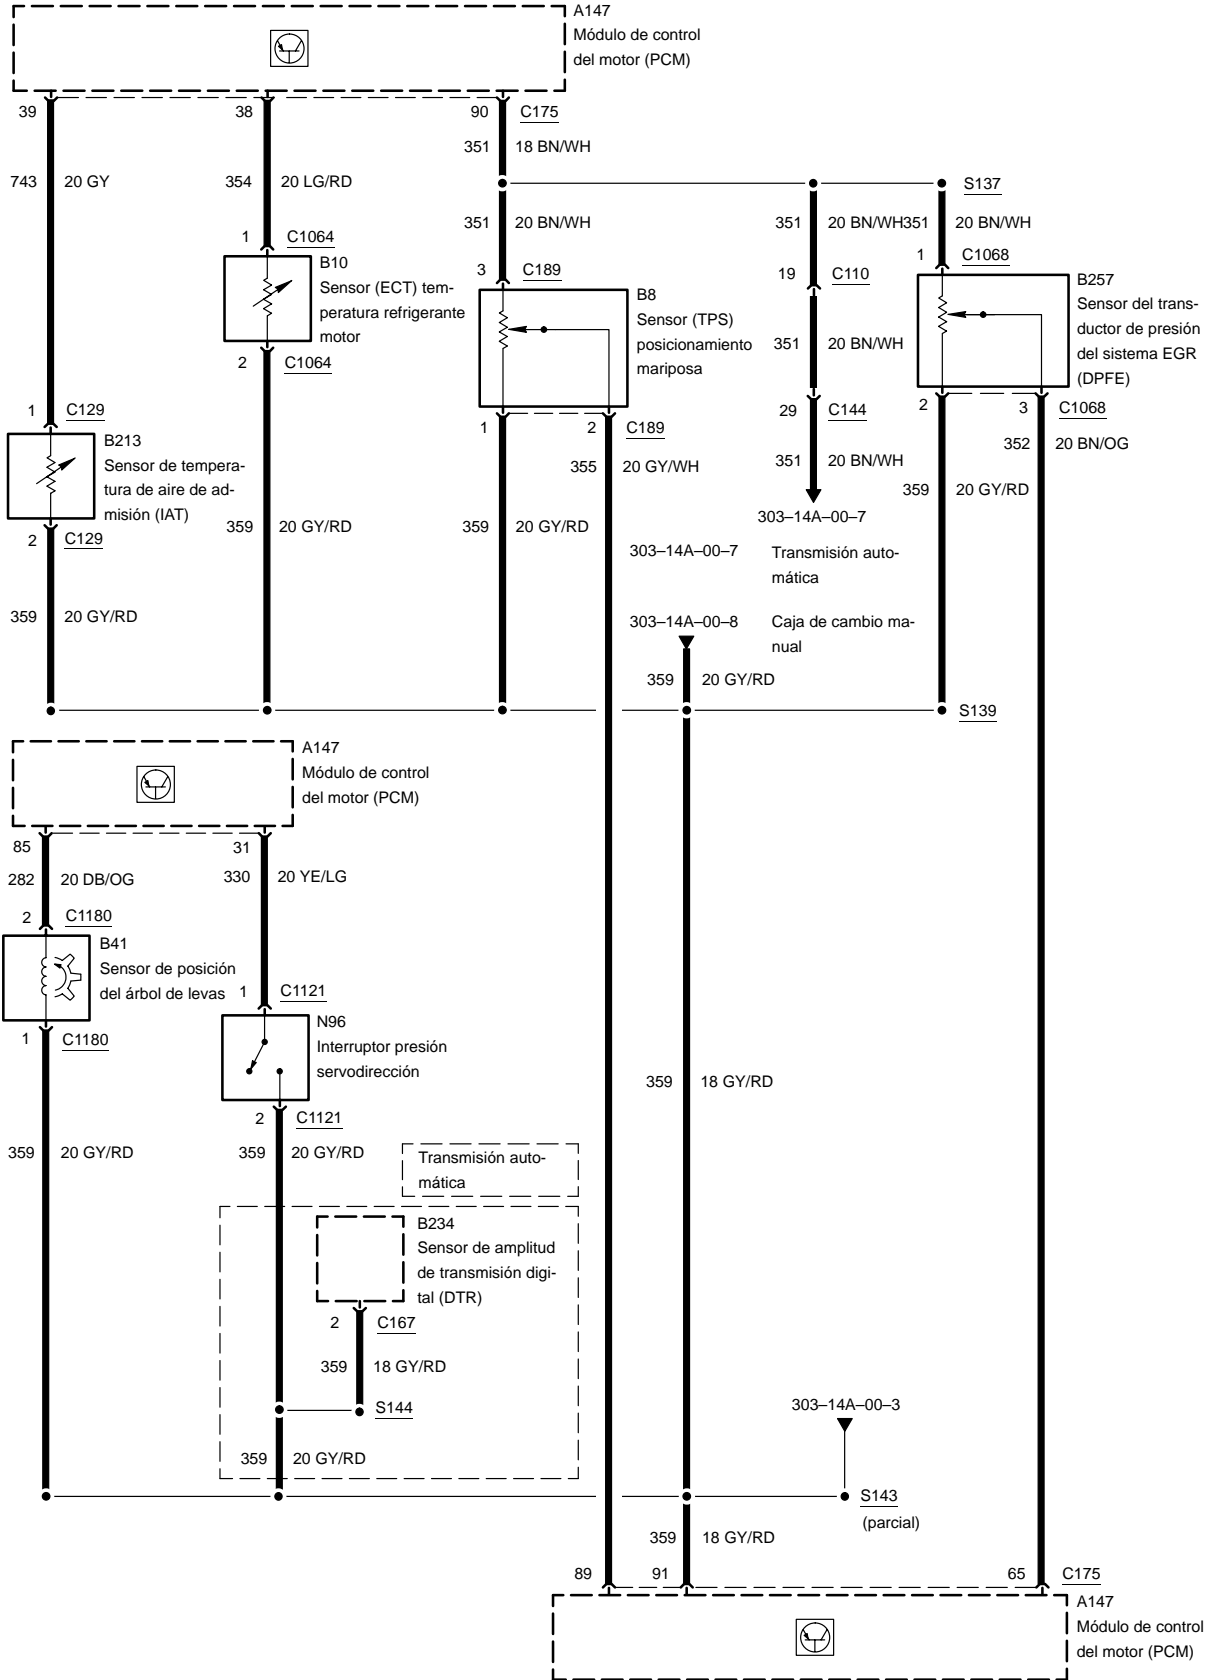 A147
Módulo de control
del motor (PCM)
39
38
90
C175
351
18 BN/WH
743
20 GY
354
20 LG/RD
S137
351
20 BN/WH
351
20 BN/WH
351
20 BN/WH
1
C1064
B10
Sensor (ECT) tem-
peratura refrigerante
motor
3
C189
19
C110
1
C1068
B257
Sensor del trans-
ductor de presión
del sistema EGR
(DPFE)
B8
Sensor (TPS)
posicionamiento
mariposa
351
20 BN/WH
2
C1064
1
C129
B213
Sensor de tempera-
tura de aire de ad-
misión (IAT)
1
2
C189
29
C144
2
3
C1068
355
20 GY/WH
351
20 BN/WH
352
20 BN/OG
359
20 GY/RD
2
C129
359
20 GY/RD
359
20 GY/RD
303–14A–00–7
303–14A–00–7
Transmisión auto-
mática
359
20 GY/RD
303–14A–00–8
Caja de cambio ma-
nual
359
20 GY/RD
S139
A147
Módulo de control
del motor (PCM)
85
31
282
20 DB/OG
330
20 YE/LG
2
C1180
B41
Sensor de posición
del árbol de levas
1
C1121
N96
Interruptor presión
servodirección
1
C1180
359
18 GY/RD
2
C1121
359
20 GY/RD
359
20 GY/RD
Transmisión auto-
mática
B234
Sensor de amplitud
de transmisión digi-
tal (DTR)
2
C167
359
18 GY/RD
S144
303–14A–00–3
359
20 GY/RD
S143
(parcial)
359
18 GY/RD
89
91
65
C175
A147
Módulo de control
del motor (PCM)